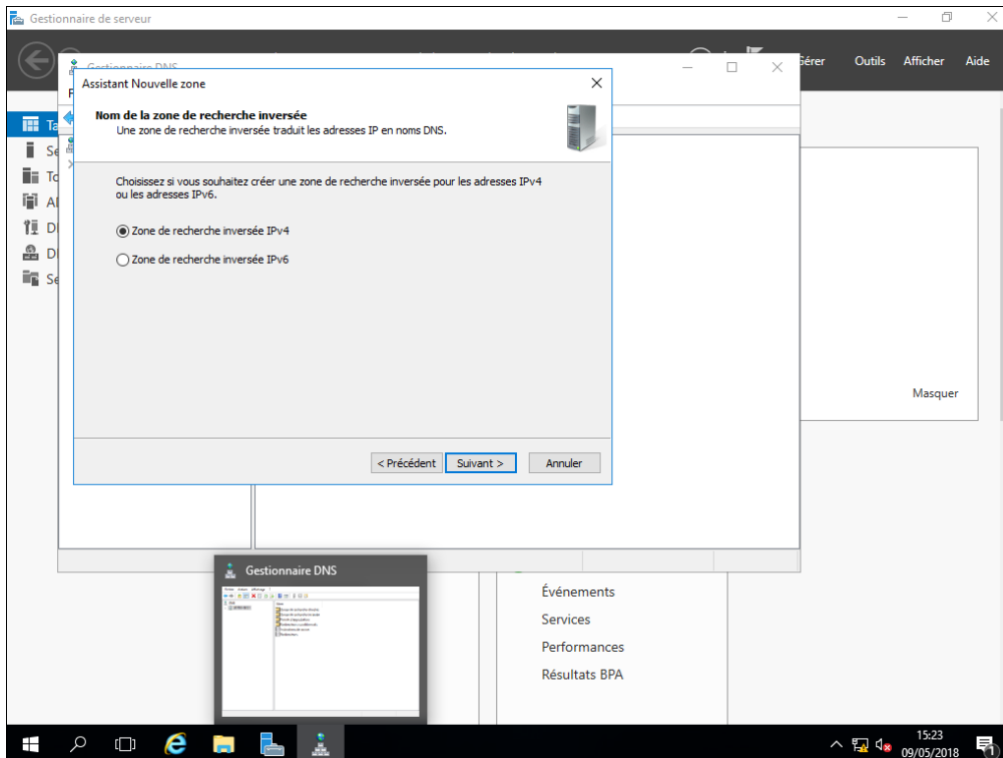 Gestionnaire de serveur
Gestionnaire DNS
Gérer Outils Afficher Aide
Assistant Nouvelle zone
Nom de la zone de recherche inversée
Une zone de recherche inversée traduit les adresses IP en noms DNS.
Choisissez si vous souhaitez créer une zone de recherche inversée pour les adresses IPv4
ou les adresses IPv6.
Zone de recherche inversée IPv4
Zone de recherche inversée IPv6
< Précédent Suivant > Annuler
Masquer
Gestionnaire DNS
Événements
Services
Performances
Résultats BPA
15:23
09/05/2018
1